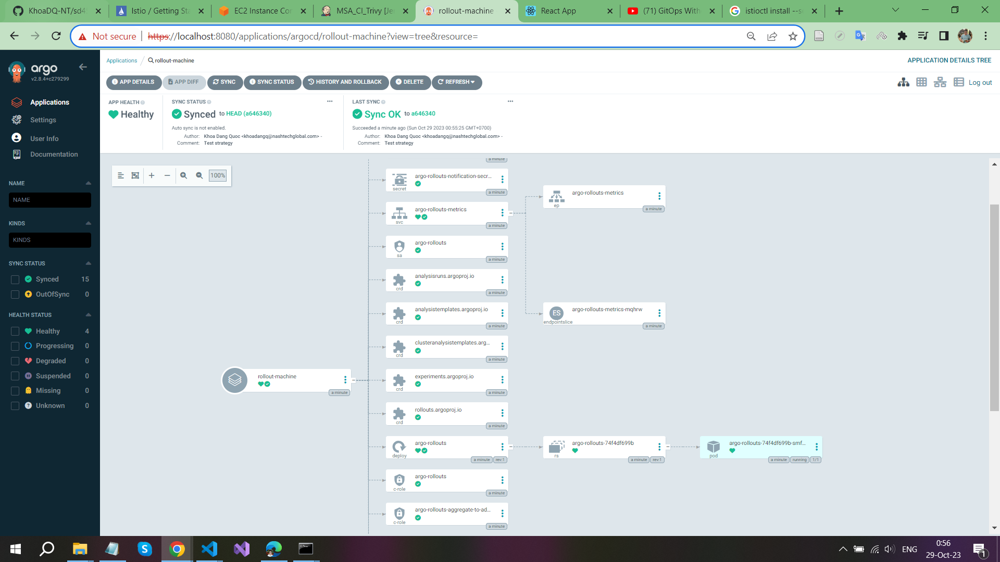 KhoaDQ-NT/sd4
Istio / Getting Sta
EC2 Instance Con
MSA_CI_Trivy [Je
rollout-machine
React App
(71) GitOps With
istioctl install --se
Not secure
https://localhost:8080/applications/argocd/rollout-machine?view=tree&resource=
argo
v2.8.4+c279299
Applications
Settings
User Info
Documentation
NAME
NAME
KINDS
KINDS
SYNC STATUS
Synced 15
OutOfSync 0
HEALTH STATUS
Healthy 4
Progressing 0
Degraded 0
Suspended 0
Missing 0
Unknown 0
Applications / rollout-machine
APPLICATION DETAILS TREE
APP DETAILS
APP DIFF
SYNC
SYNC STATUS
HISTORY AND ROLLBACK
DELETE
REFRESH
Log out
APP HEALTH
Healthy
SYNC STATUS
Synced to HEAD (a646340)
Auto sync is not enabled.
Author: Khoa Dang Quoc <khoadangq@nashtechglobal.com> -
Comment: Test strategy
LAST SYNC
Sync OK to a646340
Succeeded a minute ago (Sun Oct 29 2023 00:55:25 GMT+0700)
Author: Khoa Dang Quoc <khoadangq@nashtechglobal.com> -
Comment: Test strategy
100%
a minute
rollout-machine
a minute
argo-rollouts-notification-secr...
secret
a minute
argo-rollouts-metrics
svc
a minute
argo-rollouts
sa
a minute
analysisruns.argoproj.io
crd
a minute
analysistemplates.argoproj.io
crd
a minute
clusteranalysistemplates.arg...
crd
a minute
experiments.argoproj.io
crd
a minute
rollouts.argoproj.io
crd
a minute
argo-rollouts
deploy
a minute rev:1
argo-rollouts
c-role
a minute
argo-rollouts-aggregate-to-ad...
c-role
a minute
argo-rollouts-metrics
ep
a minute
ES
argo-rollouts-metrics-mqhrw
endpointslice
a minute
argo-rollouts-74f4df699b
rs
a minute rev:1
argo-rollouts-74f4df699b-smf...
pod
a minute running 1/1
ENG
0:56
29-Oct-23
1